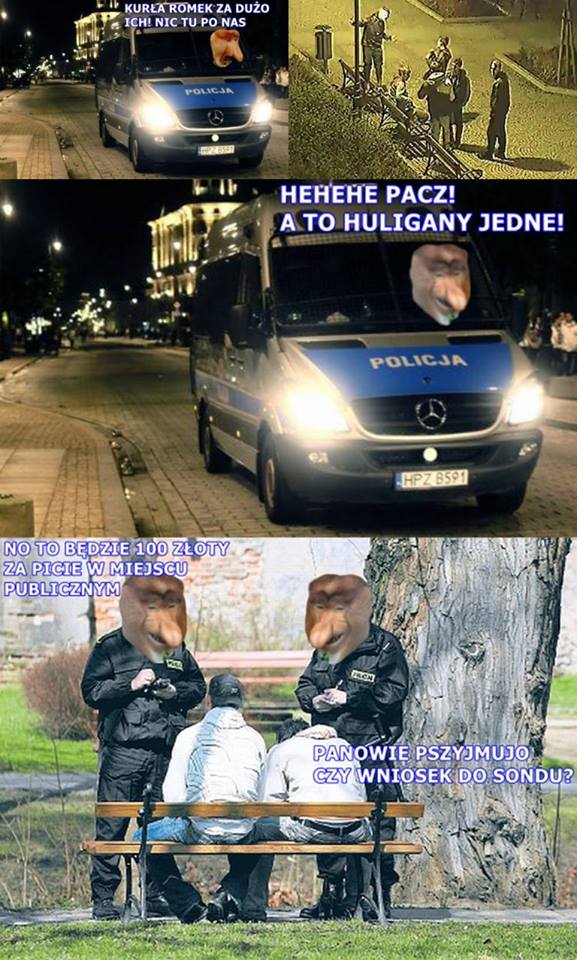 KURŁA ROMEK ZA DUŻO
ICH! NIC TU PO NAS
POLICJA
HPZ B591
HEHEHE PACZ!
A TO HULIGANY JEDNE!
POLICJA
HPZ B591
NO TO BĘDZIE 100 ZŁOTY
ZA PICIE W MIEJSCU
PUBLICZNYM
POLICJA
PANOWIE PSZYJMUJO
CZY WNIOSEK DO SONDU?